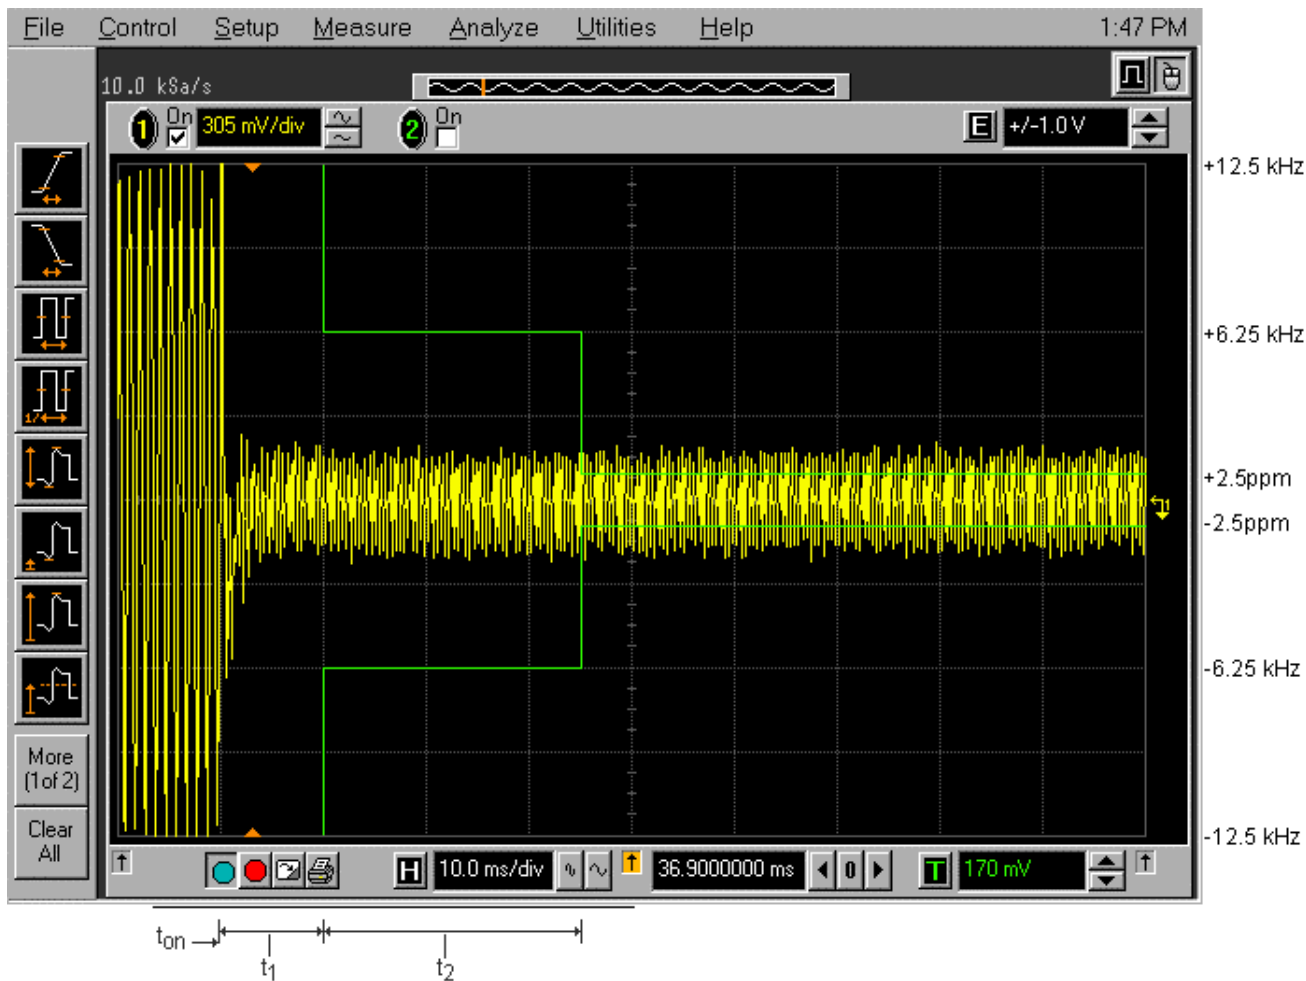 File Control Setup Measure Analyze Utilities Help 1:47 PM
10.0 kSa/s
1 On 305 mV/div 2 On E +/-1.0 V
+12.5 kHz
+6.25 kHz
+2.5ppm
-2.5ppm
-6.25 kHz
-12.5 kHz
1/
1
More
(1of 2)
Clear
All
H 10.0 ms/div 36.9000000 ms 0 T 170 mV
ton
t1
t2